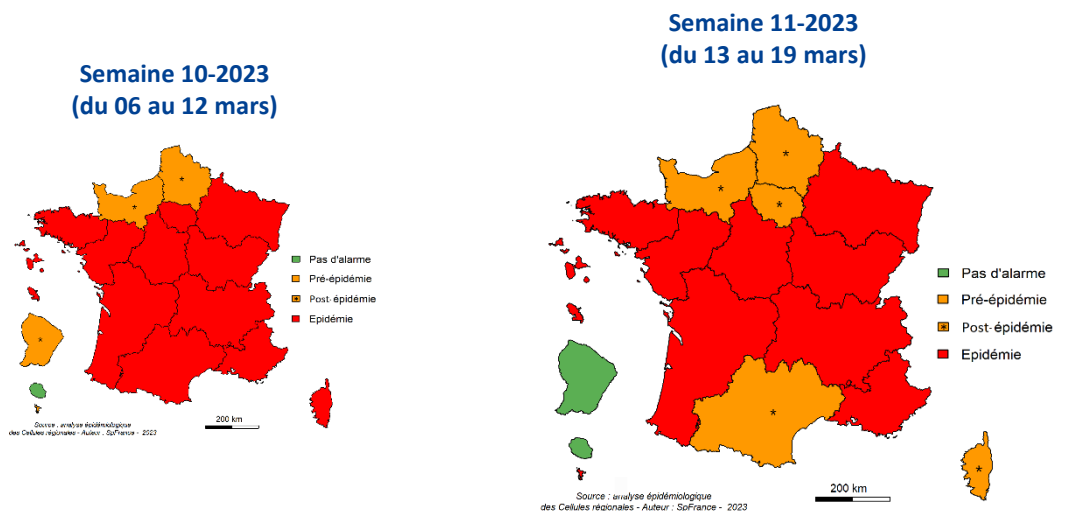 Semaine 10-2023
(du 06 au 12 mars)
Pas d'alarme
Pré-épidémie
Post-épidémie
Epidémie
200 km
Source : analyse épidémiologique
des Cellules régionales - Auteur : SpFrance - 2023
Semaine 11-2023
(du 13 au 19 mars)
Pas d'alarme
Pré-épidémie
Post-épidémie
Epidémie
200 km
Source : analyse épidémiologique
des Cellules régionales - Auteur : SpFrance - 2023